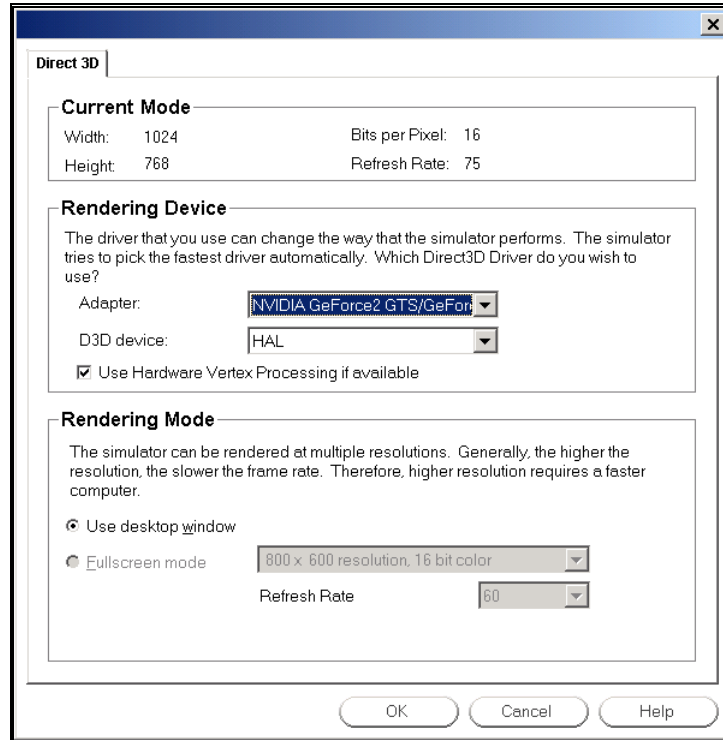 Direct 3D
Current Mode
Width: 1024 Bits per Pixel: 16
Height: 768 Refresh Rate: 75
Rendering Device
The driver that you use can change the way that the simulator performs. The simulator
tries to pick the fastest driver automatically. Which Direct3D Driver do you wish to
use?
Adapter: NVIDIA GeForce2 GTS/GeFor
D3D device: HAL
Use Hardware Vertex Processing if available
Rendering Mode
The simulator can be rendered at multiple resolutions. Generally, the higher the
resolution, the slower the frame rate. Therefore, higher resolution requires a faster
computer.
Use desktop window
Fullscreen mode 800 x 600 resolution, 16 bit color
Refresh Rate 60
OK Cancel Help